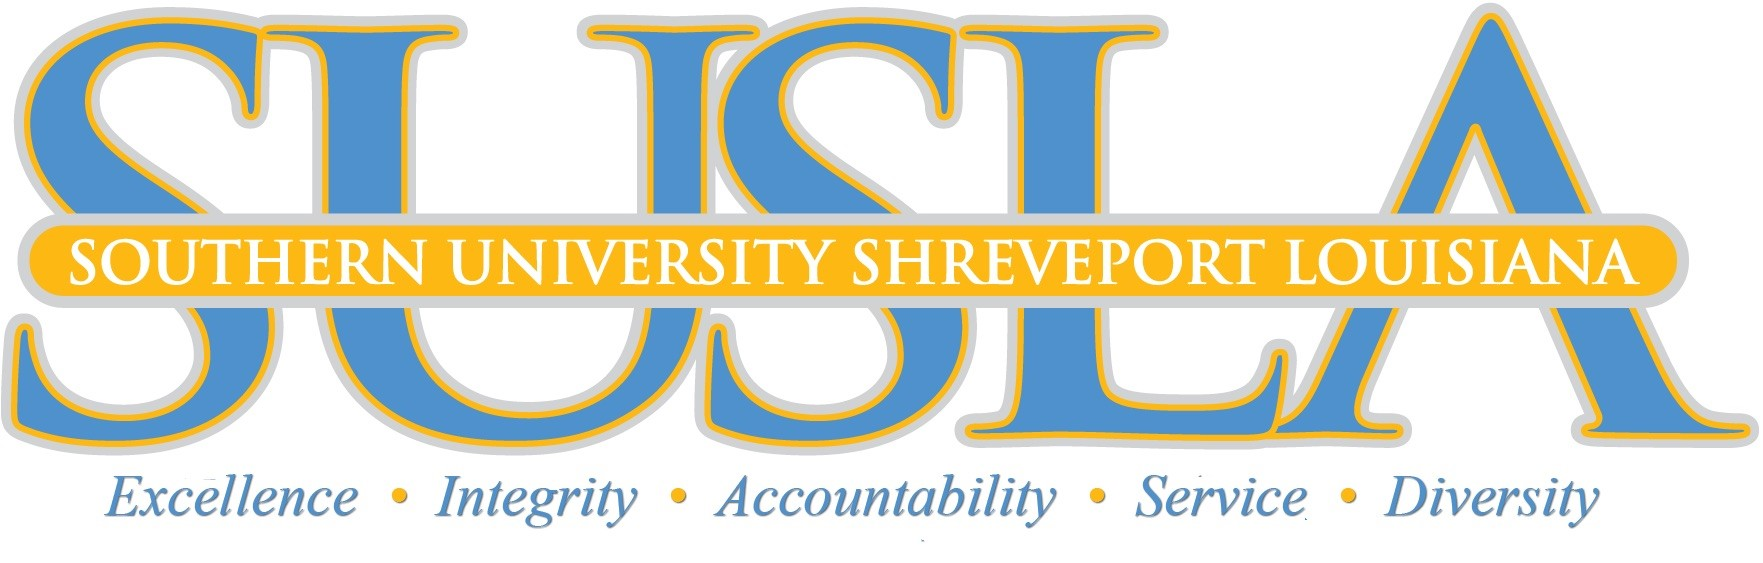 SUSLA
SOUTHERN UNIVERSITY SHREVEPORT LOUISIANA
Excellence • Integrity • Accountability • Service • Diversity